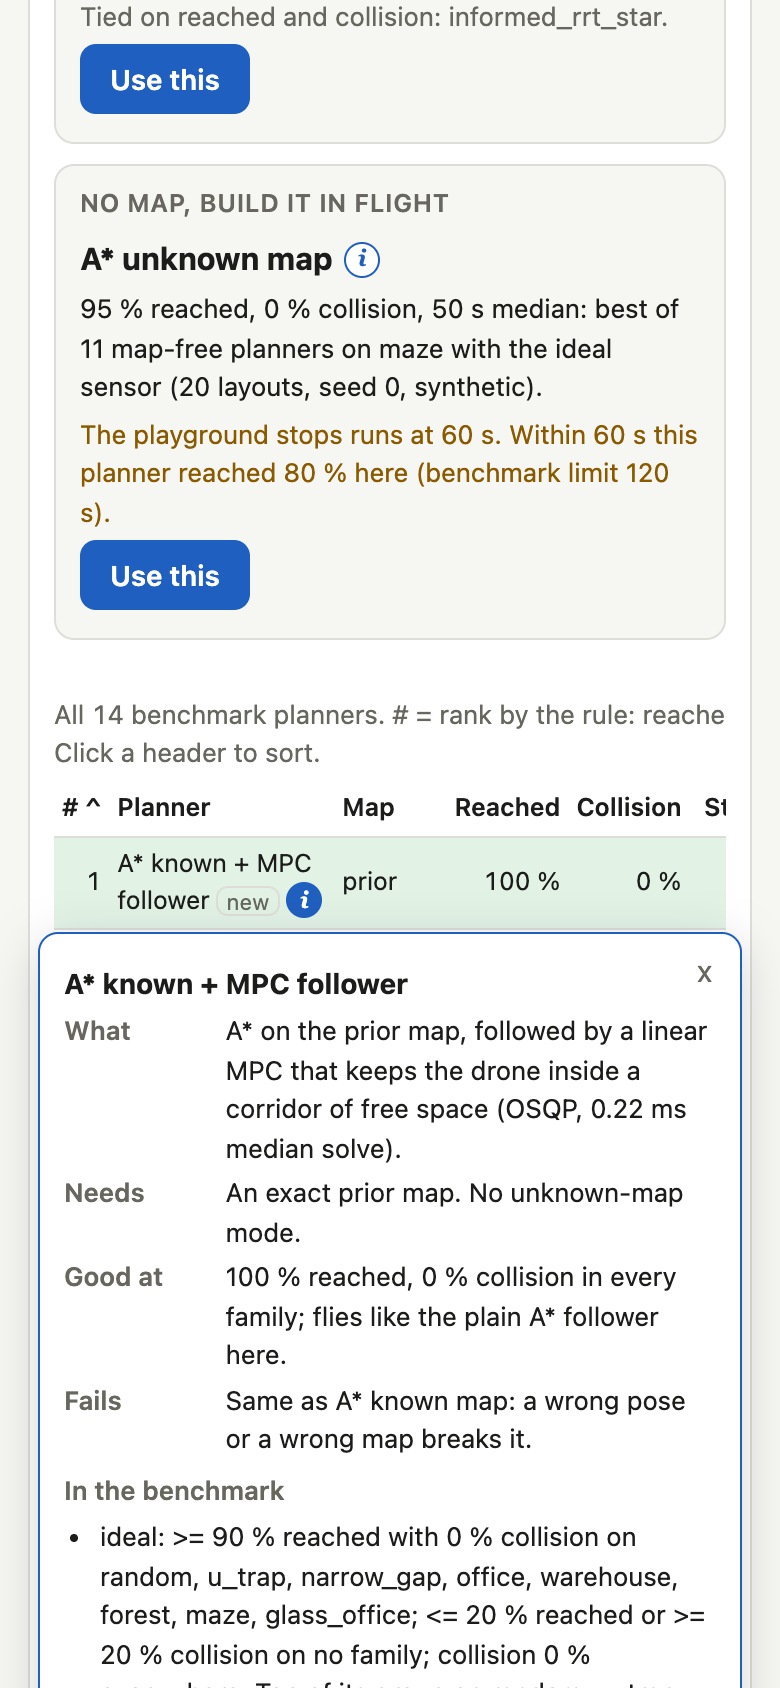 Tied on reached and collision: informed_rrt_star.
Use this
NO MAP, BUILD IT IN FLIGHT
A* unknown map i
95 % reached, 0 % collision, 50 s median: best of
11 map-free planners on maze with the ideal
sensor (20 layouts, seed 0, synthetic).
The playground stops runs at 60 s. Within 60 s this
planner reached 80 % here (benchmark limit 120
s).
Use this
All 14 benchmark planners. # = rank by the rule: reache
Click a header to sort.
# ^ Planner Map Reached Collision St
1 A* known + MPC follower new i prior 100 % 0 %
A* known + MPC follower X
What A* on the prior map, followed by a linear
MPC that keeps the drone inside a
corridor of free space (OSQP, 0.22 ms
median solve).
Needs An exact prior map. No unknown-map
mode.
Good at 100 % reached, 0 % collision in every
family; flies like the plain A* follower
here.
Fails Same as A* known map: a wrong pose
or a wrong map breaks it.
In the benchmark
• ideal: >= 90 % reached with 0 % collision on
random, u_trap, narrow_gap, office, warehouse,
forest, maze, glass_office; <= 20 % reached or >=
20 % collision on no family; collision 0 %